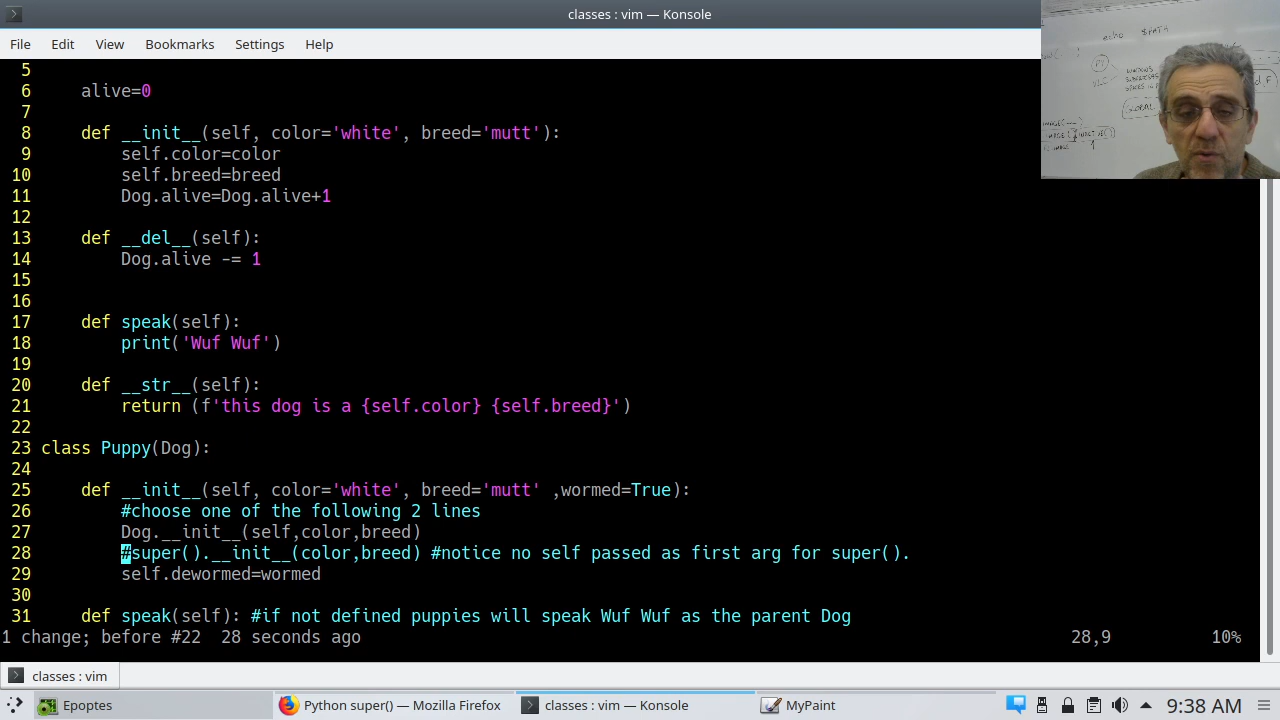 classes : vim — Konsole
File Edit View Bookmarks Settings Help
5
6 alive=0
7
8 def __init__(self, color='white', breed='mutt'):
9 self.color=color
10 self.breed=breed
11 Dog.alive=Dog.alive+1
12
13 def __del__(self):
14 Dog.alive -= 1
15
16
17 def speak(self):
18 print('Wuf Wuf')
19
20 def __str__(self):
21 return (f'this dog is a {self.color} {self.breed}')
22
23 class Puppy(Dog):
24
25 def __init__(self, color='white', breed='mutt' ,wormed=True):
26 #choose one of the following 2 lines
27 Dog.__init__(self,color,breed)
28 #super().__init__(color,breed) #notice no self passed as first arg for super().
29 self.dewormed=wormed
30
31 def speak(self): #if not defined puppies will speak Wuf Wuf as the parent Dog
1 change; before #22 28 seconds ago 28,9 10%
classes : vim
Epoptes Python super() — Mozilla Firefox classes : vim — Konsole MyPaint 9:38 AM
echo $PATH